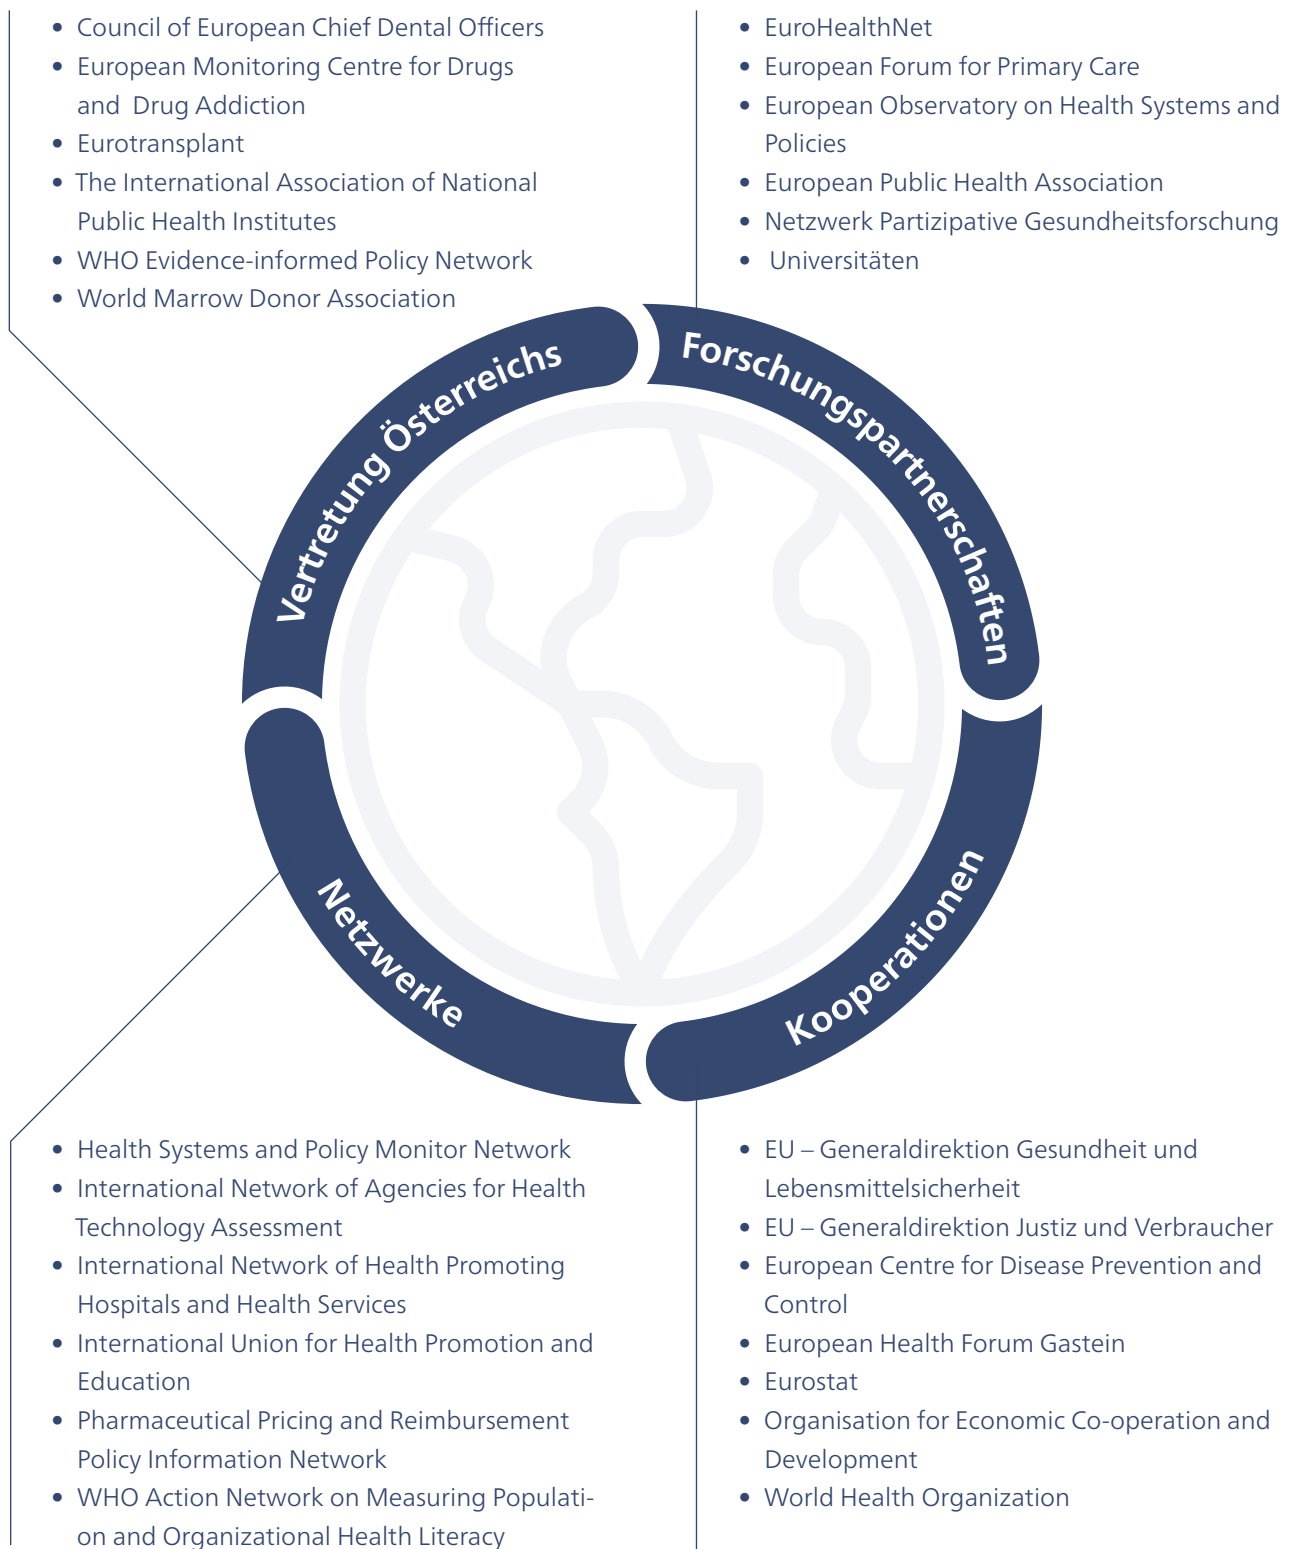 • Council of European Chief Dental Officers
• European Monitoring Centre for Drugs
and Drug Addiction
• Eurotransplant
• The International Association of National
Public Health Institutes
• WHO Evidence-informed Policy Network
• World Marrow Donor Association
• EuroHealthNet
• European Forum for Primary Care
• European Observatory on Health Systems and
Policies
• European Public Health Association
• Netzwerk Partizipative Gesundheitsforschung
• Universitäten
Vertretung Österreichs
Forschungspartnerschaften
Netzwerke
Kooperationen
• Health Systems and Policy Monitor Network
• International Network of Agencies for Health
Technology Assessment
• International Network of Health Promoting
Hospitals and Health Services
• International Union for Health Promotion and
Education
• Pharmaceutical Pricing and Reimbursement
Policy Information Network
• WHO Action Network on Measuring Populati-
on and Organizational Health Literacy
• EU – Generaldirektion Gesundheit und
Lebensmittelsicherheit
• EU – Generaldirektion Justiz und Verbraucher
• European Centre for Disease Prevention and
Control
• European Health Forum Gastein
• Eurostat
• Organisation for Economic Co-operation and
Development
• World Health Organization